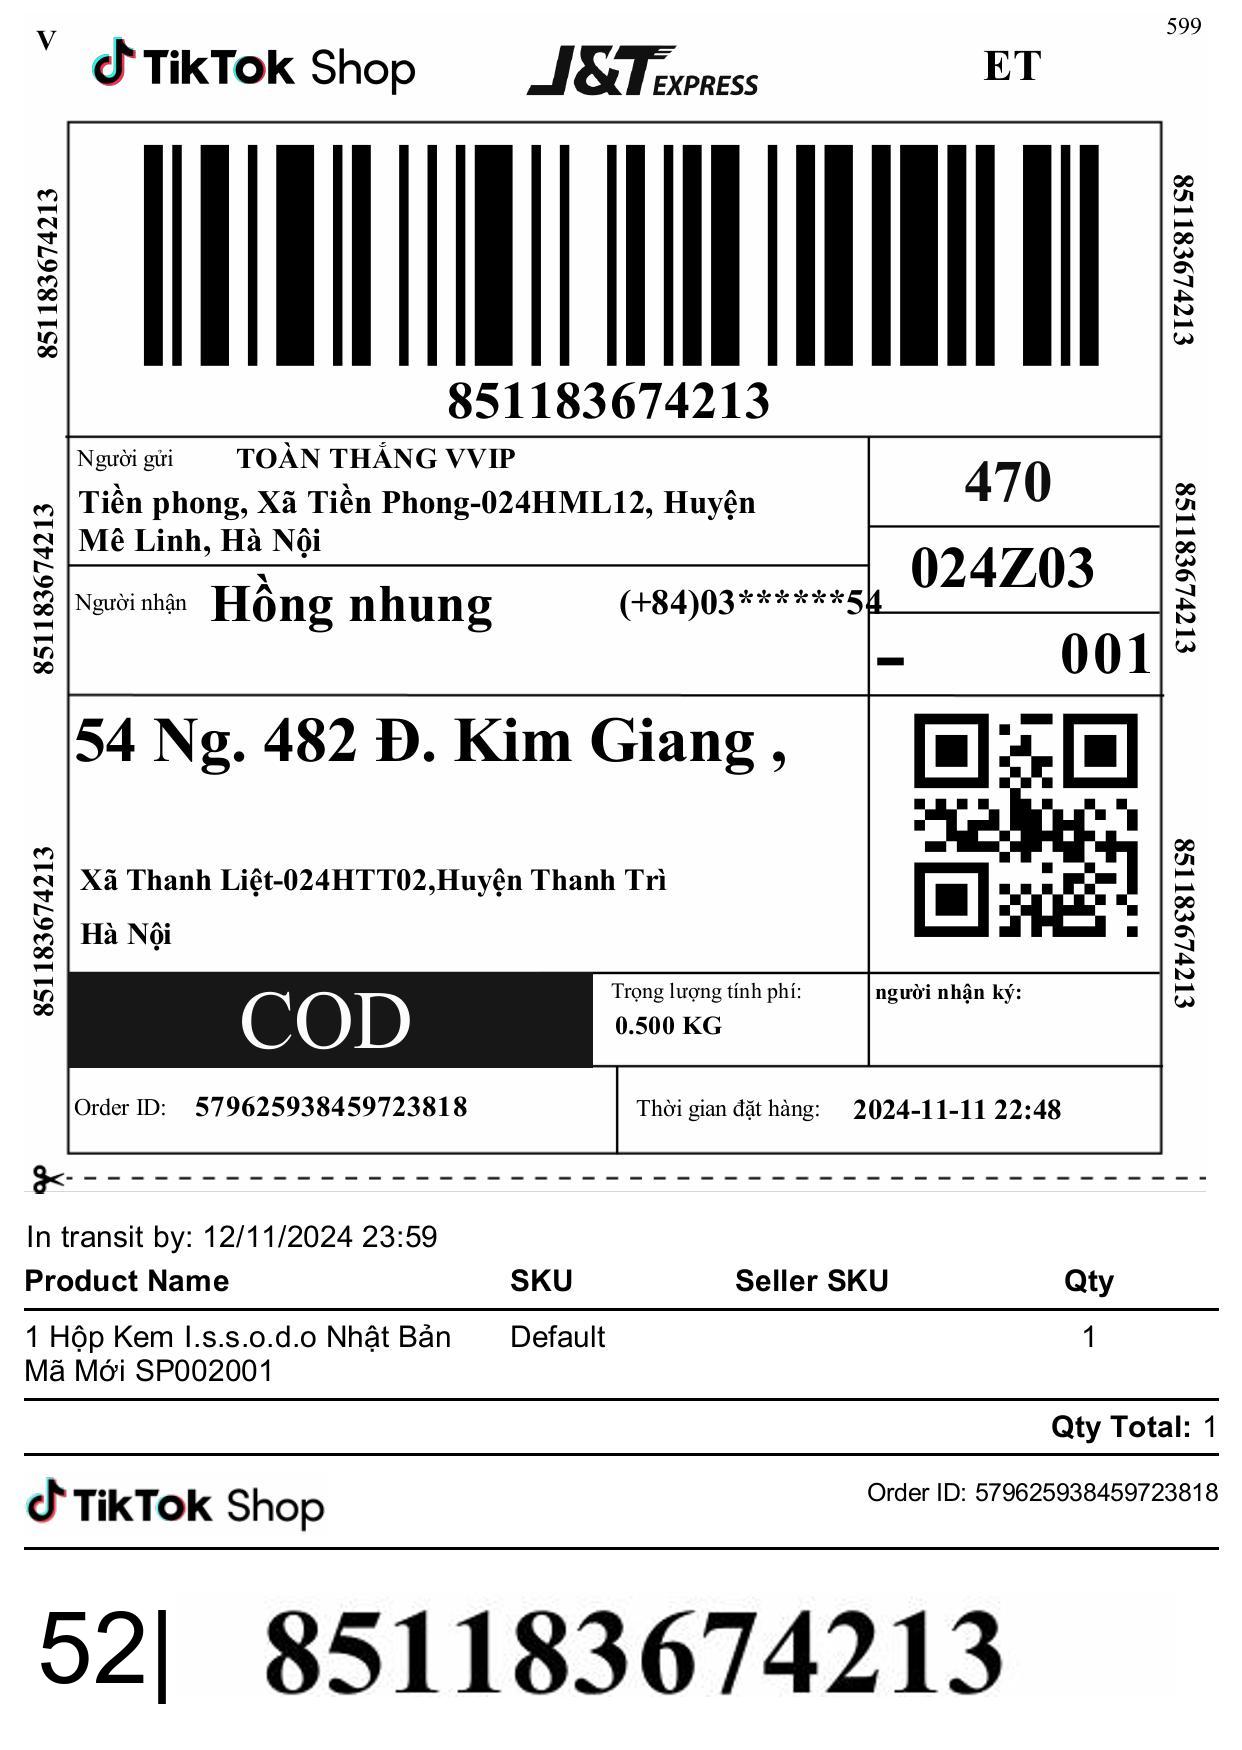 599
V
TikTok Shop
J&T EXPRESS
ET
851183674213
851183674213
851183674213
Người gửi TOÀN THẮNG VVIP
Tiền phong, Xã Tiền Phong-024HML12, Huyện
Mê Linh, Hà Nội
470
024Z03
851183674213
851183674213
Người nhận Hồng nhung (+84)03******54
- 001
54 Ng. 482 Đ. Kim Giang ,
Xã Thanh Liệt-024HTT02,Huyện Thanh Trì
Hà Nội
851183674213
851183674213
COD
Trọng lượng tính phí:
0.500 KG
người nhận ký:
Order ID: 579625938459723818
Thời gian đặt hàng: 2024-11-11 22:48
In transit by: 12/11/2024 23:59
Product Name SKU Seller SKU Qty
1 Hộp Kem I.s.s.o.d.o Nhật Bản Default 1
Mã Mới SP002001
Qty Total: 1
TikTok Shop
Order ID: 579625938459723818
52| 851183674213